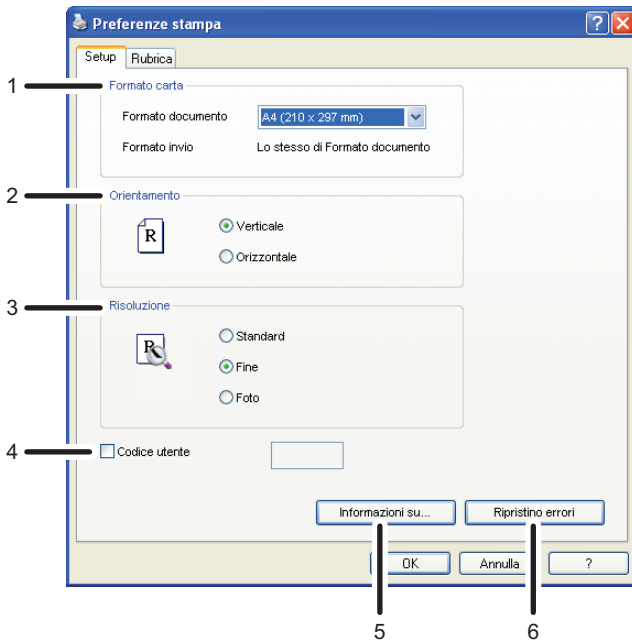 Preferenze stampa
Setup Rubrica
1 Formato carta
Formato documento A4 (210 x 297 mm)
Formato invio Lo stesso di Formato documento
2 Orientamento
R
Verticale
Orizzontale
3 Risoluzione
Standard
R
Fine
Foto
4 Codice utente
Informazioni su... Ripristino errori
OK Annulla ?
5 6